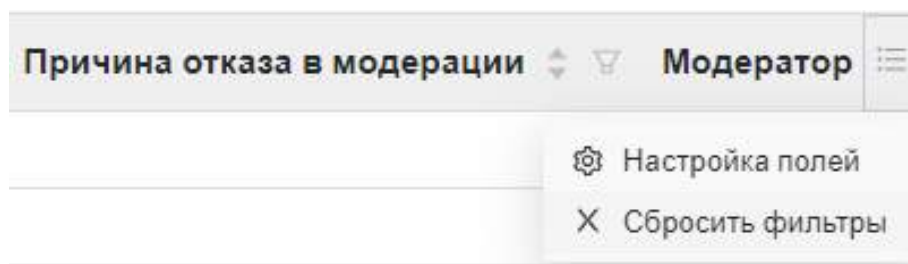 Причина отказа в модерации Модератор
Настройка полей
Сбросить фильтры